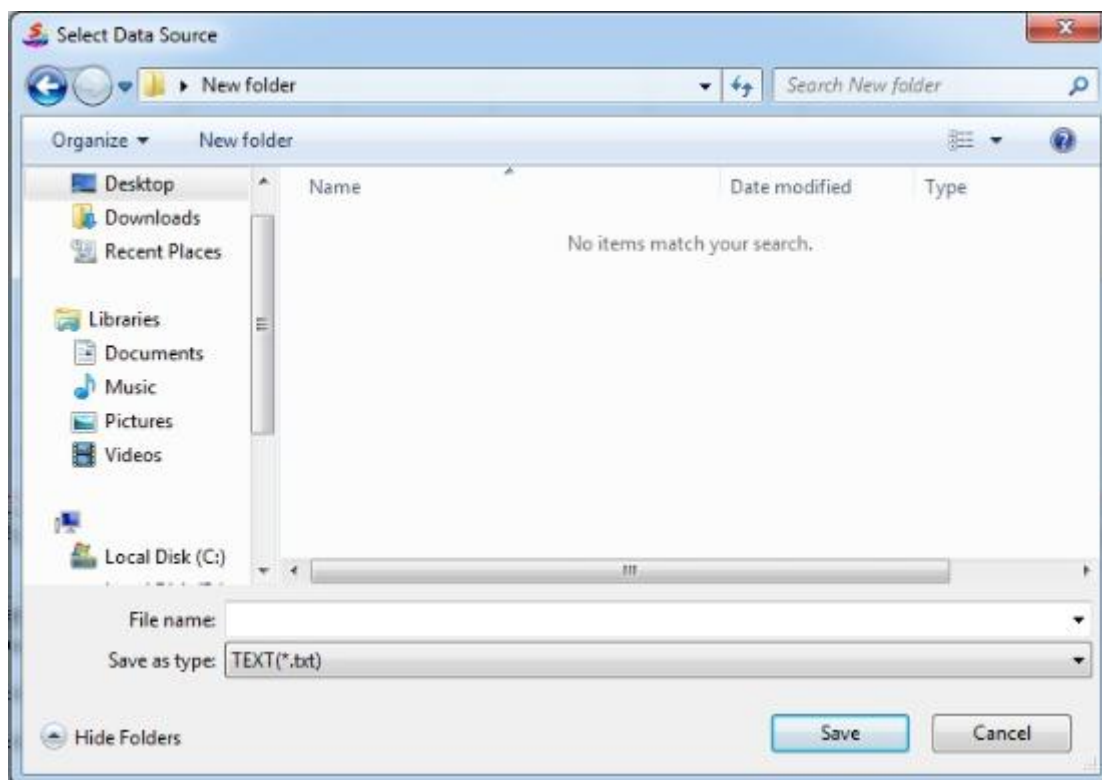 Select Data Source
New folder
Search New folder
Organize
New folder
Name
Date modified
Type
No items match your search.
Desktop
Downloads
Recent Places
Libraries
Documents
Music
Pictures
Videos
Local Disk (C:)
File name:
Save as type: TEXT(*.txt)
Hide Folders
Save
Cancel